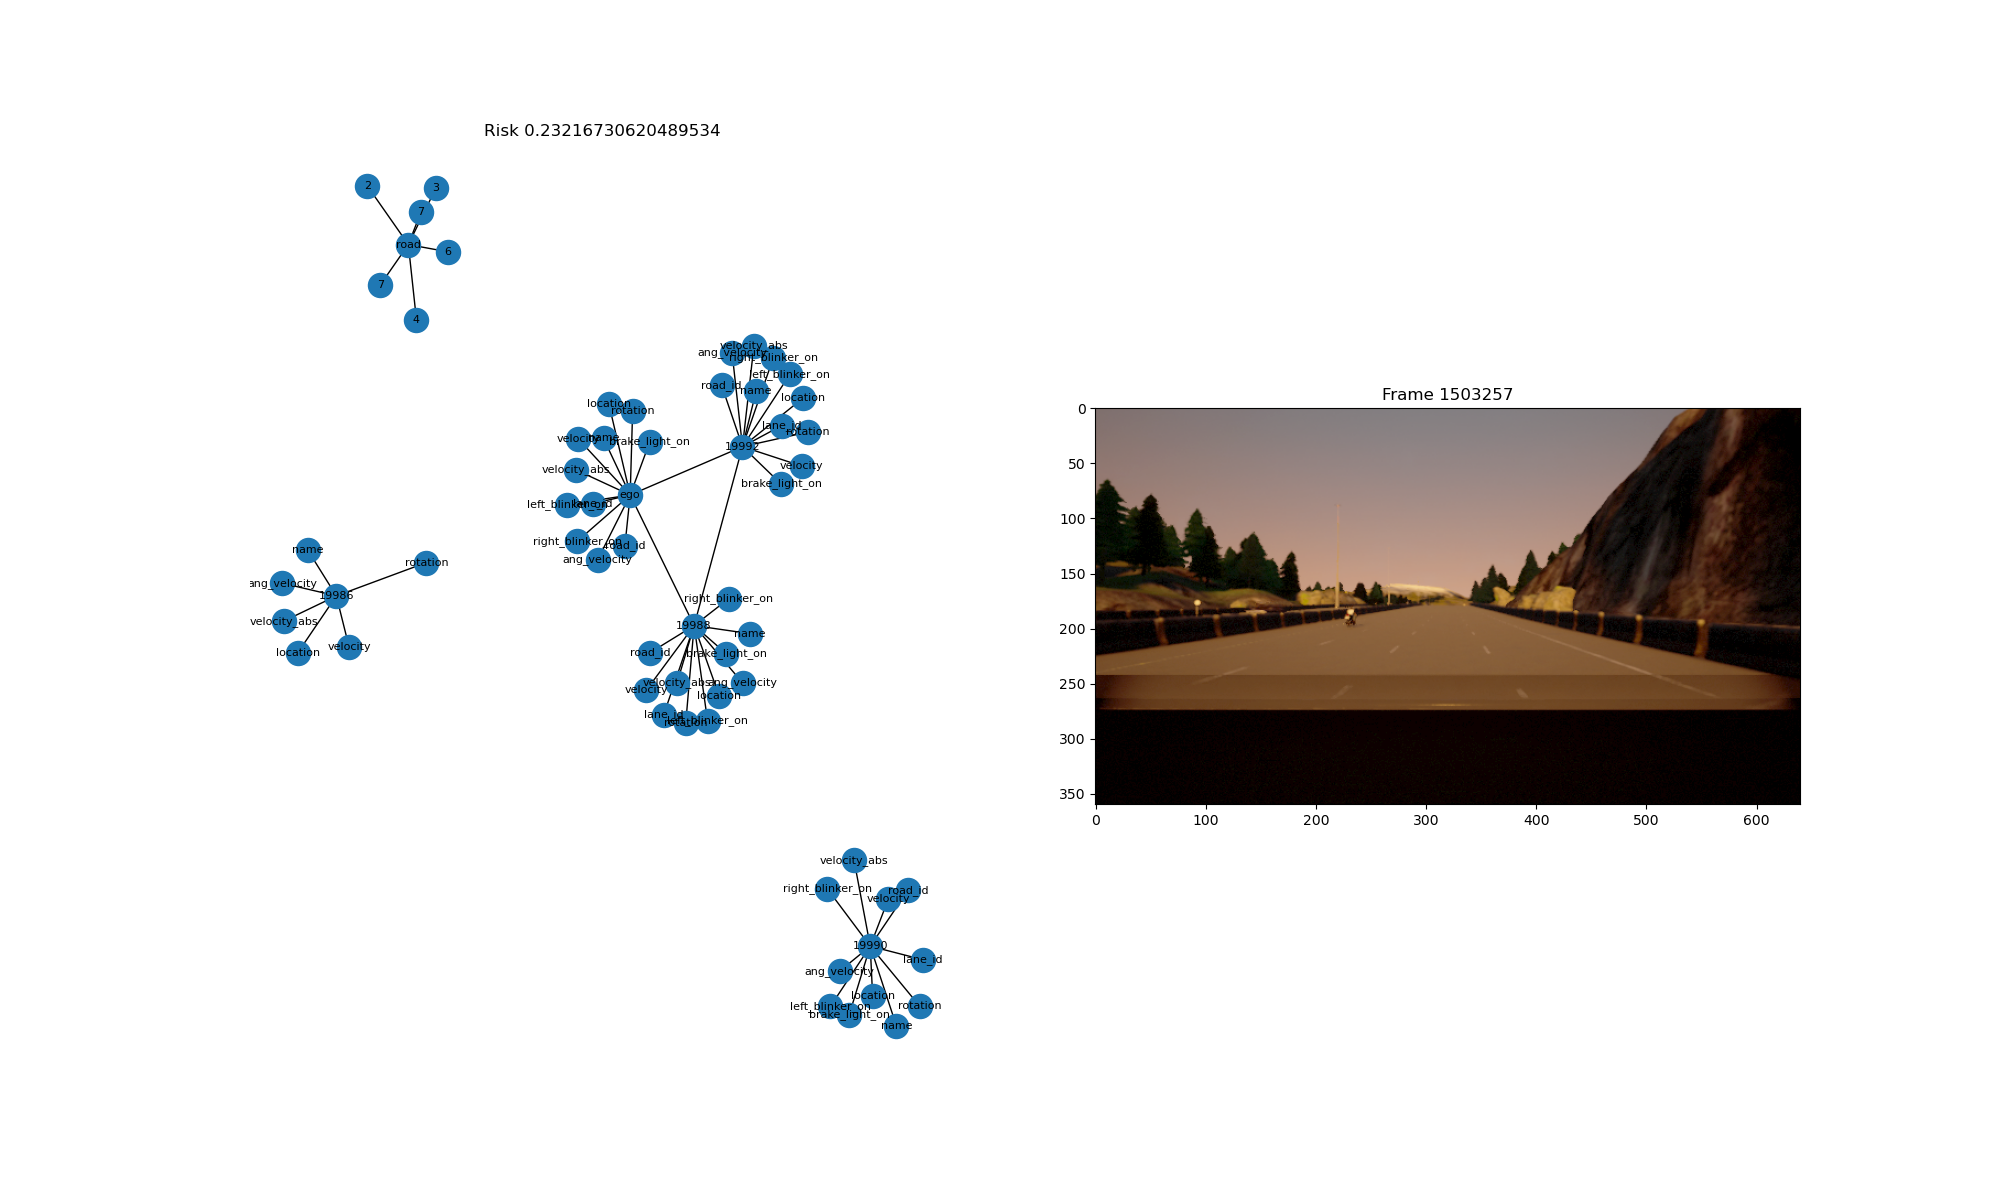 Risk 0.23216730620489534
2
3
7
road
6
7
4
velocity_abs
ang_velocity
right_blinker_on
left_blinker_on
road_id
name
location
lane_id
rotation
19992
velocity
brake_light_on
location
rotation
velocity
name
brake_light_on
velocity_abs
ego
left_blinker_on
lane_id
right_blinker_on
road_id
ang_velocity
name
rotation
ang_velocity
19986
velocity_abs
location
velocity
right_blinker_on
19988
name
road_id
brake_light_on
velocity
velocity_abs
ang_velocity
location
lane_id
rotation
left_blinker_on
velocity_abs
right_blinker_on
road_id
velocity
19990
lane_id
ang_velocity
location
left_blinker_on
rotation
brake_light_on
name
Frame 1503257
0
50
100
150
200
250
300
350
0
100
200
300
400
500
600